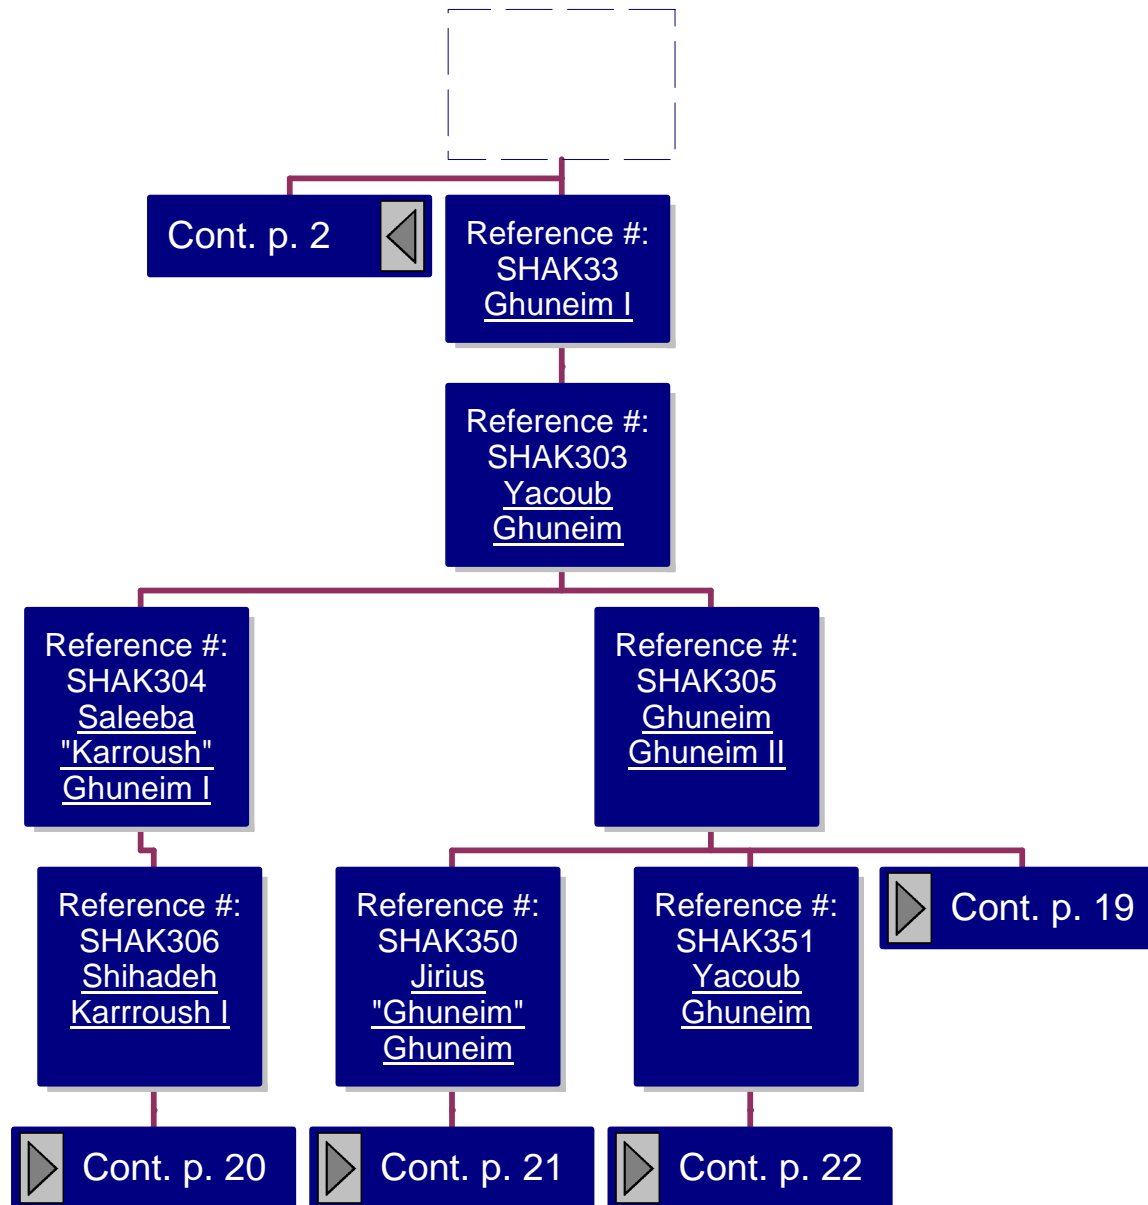 Cont. p. 2
Reference #:
SHAK33
Ghuneim I
Reference #:
SHAK303
Yacoub
Ghuneim
Reference #:
SHAK304
Saleeba
"Karroush"
Ghuneim I
Reference #:
SHAK305
Ghuneim
Ghuneim II
Reference #:
SHAK306
Shihadeh
Karrroush I
Reference #:
SHAK350
Jirius
"Ghuneim"
Ghuneim
Reference #:
SHAK351
Yacoub
Ghuneim
Cont. p. 19
Cont. p. 20
Cont. p. 21
Cont. p. 22